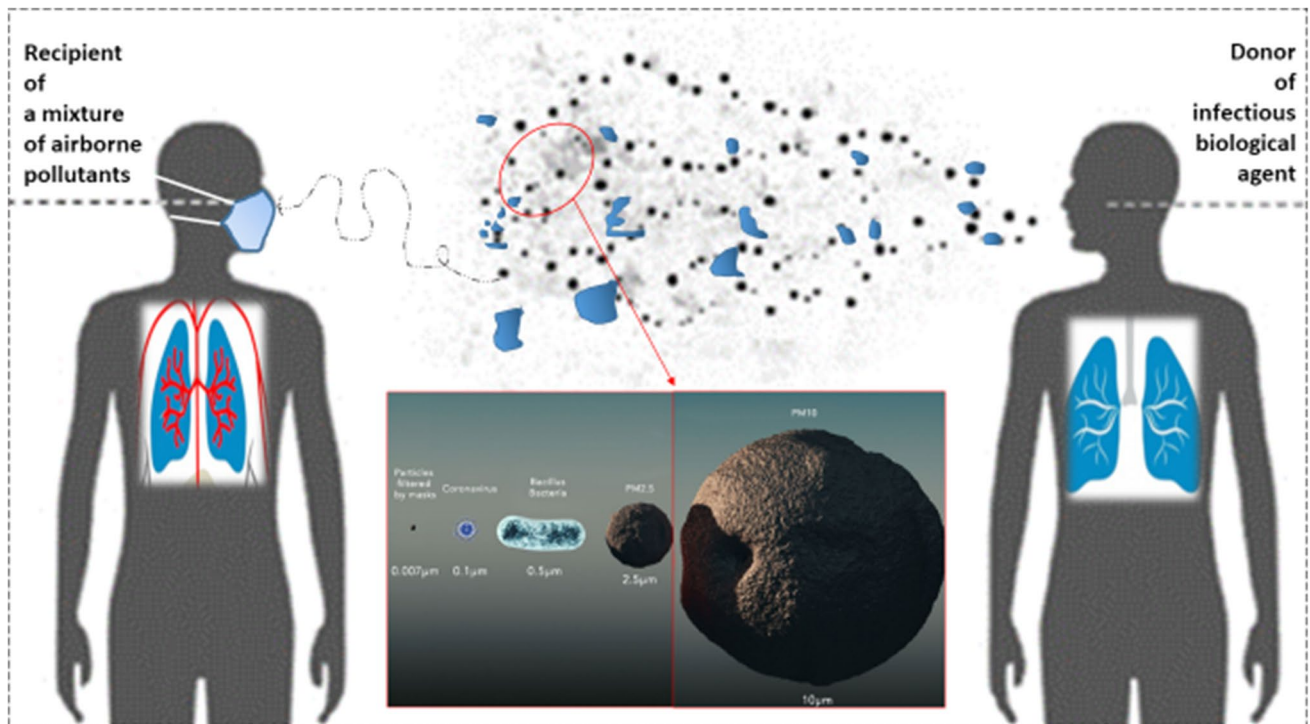 Recipient
of
a mixture
of airborne
pollutants
Donor
of
infectious
biological
agent
PM10
Particles
filtered
by masks
Coronavirus
Bacillus
Bacteria
PM2.5
0.007µm
0.1µm
0.5µm
2.5µm
10µm